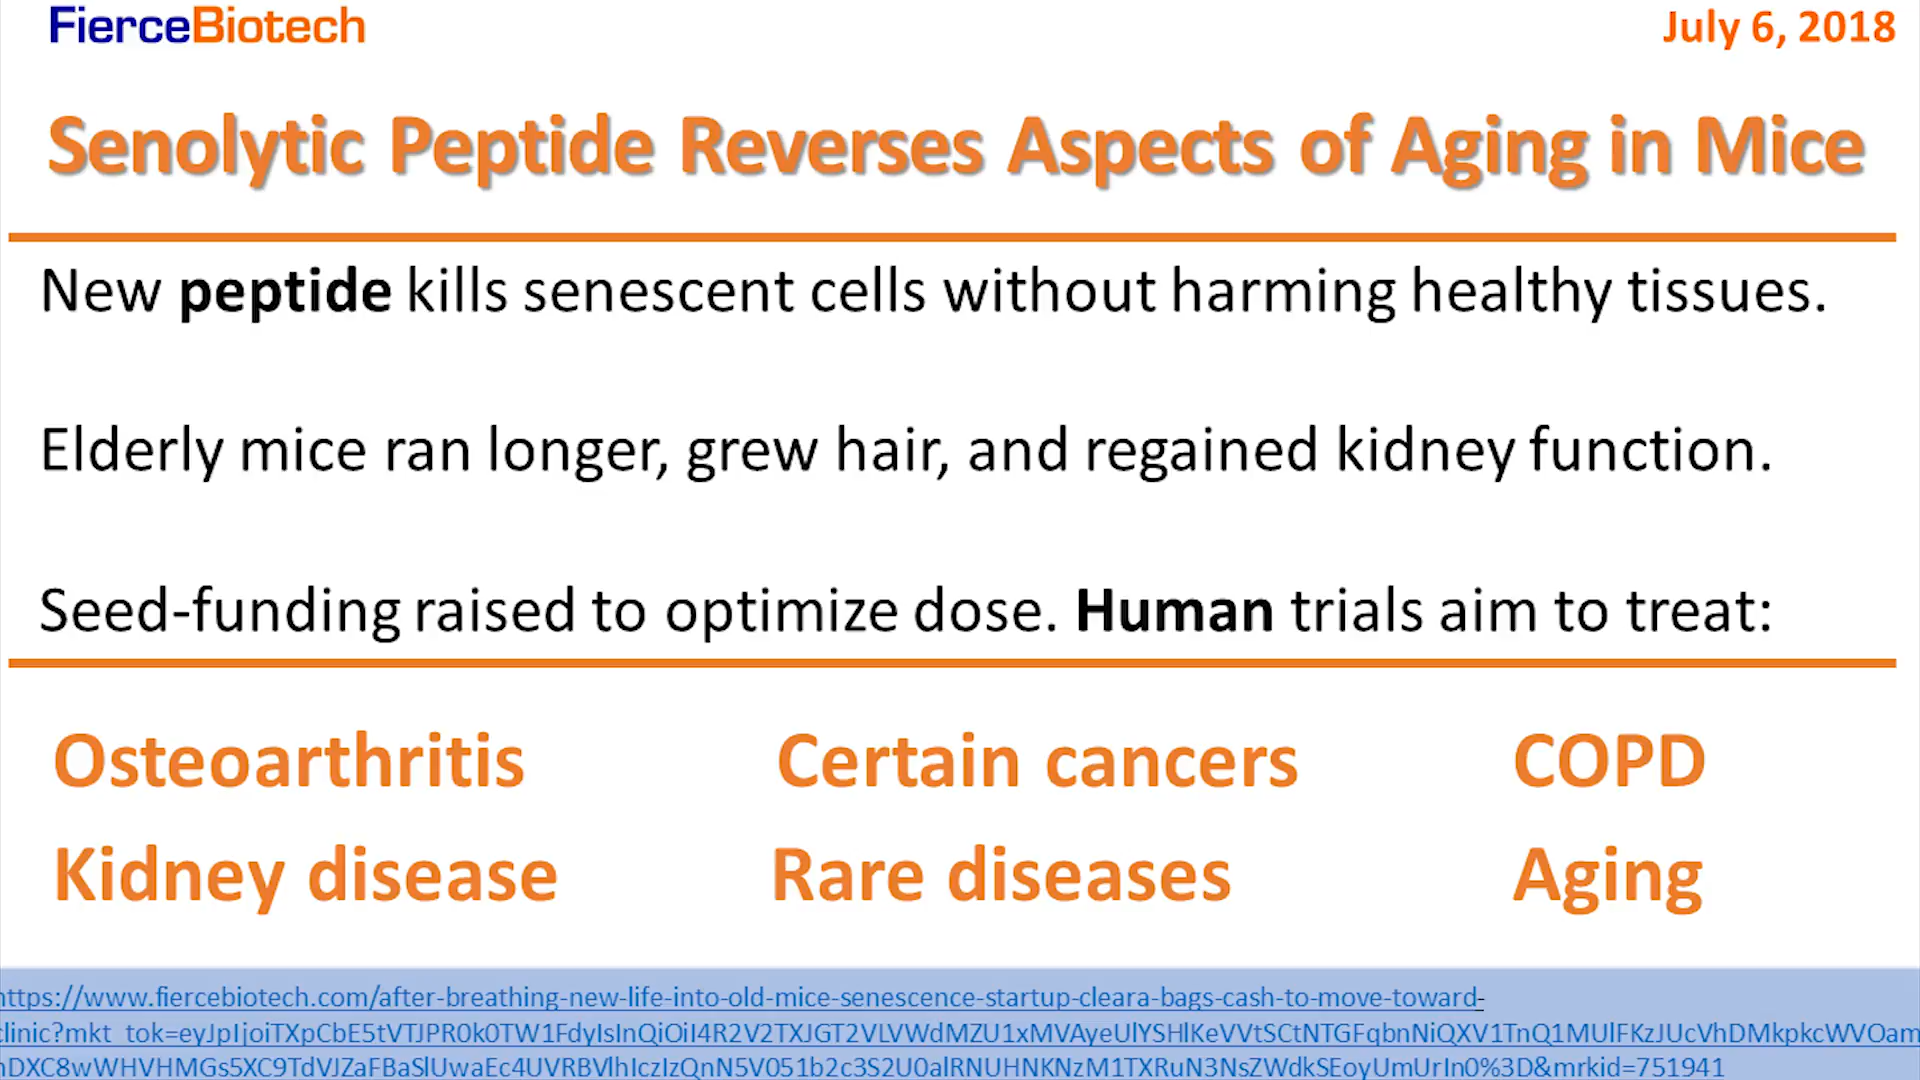 FierceBiotech
July 6, 2018
Senolytic Peptide Reverses Aspects of Aging in Mice
New peptide kills senescent cells without harming healthy tissues.
Elderly mice ran longer, grew hair, and regained kidney function.
Seed-funding raised to optimize dose. Human trials aim to treat:
Osteoarthritis Certain cancers COPD
Kidney disease Rare diseases Aging
https://www.fiercebiotech.com/after-breathing-new-life-into-old-mice-senescence-startup-cleara-bags-cash-to-move-toward-